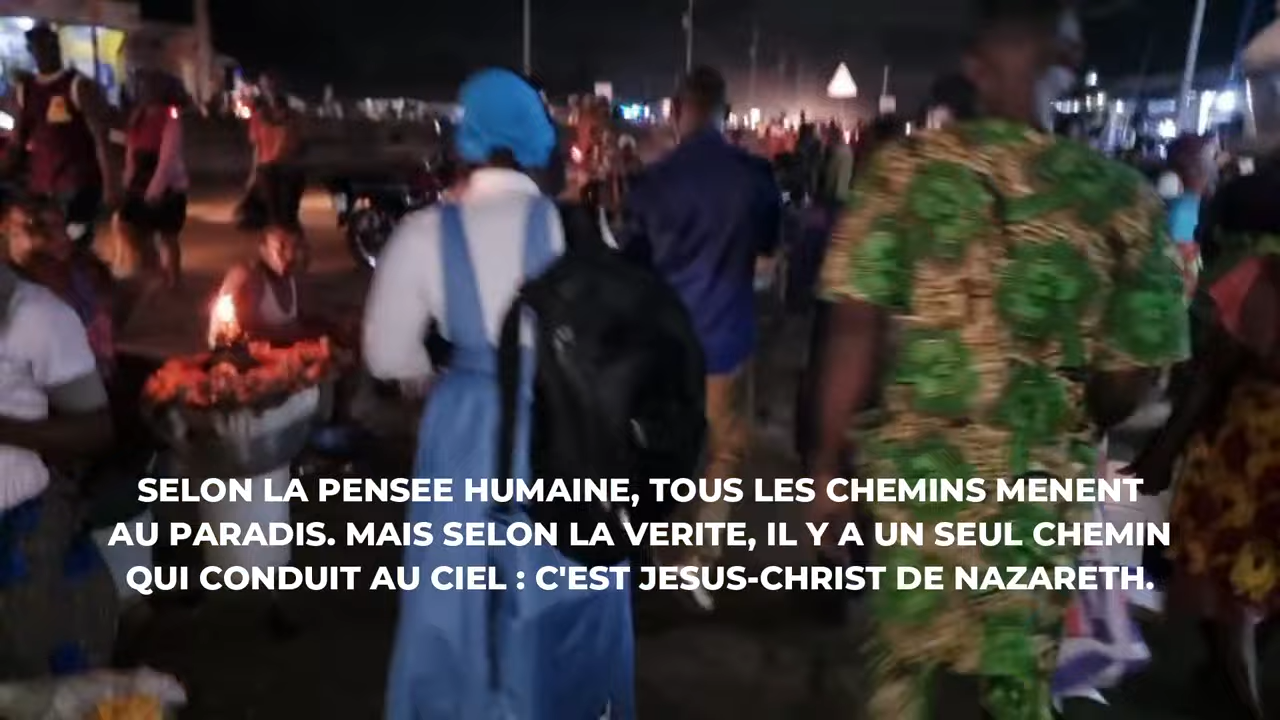 SELON LA PENSEE HUMAINE, TOUS LES CHEMINS MENENT
AU PARADIS. MAIS SELON LA VERITE, IL Y A UN SEUL CHEMIN
QUI CONDUIT AU CIEL : C'EST JESUS-CHRIST DE NAZARETH.